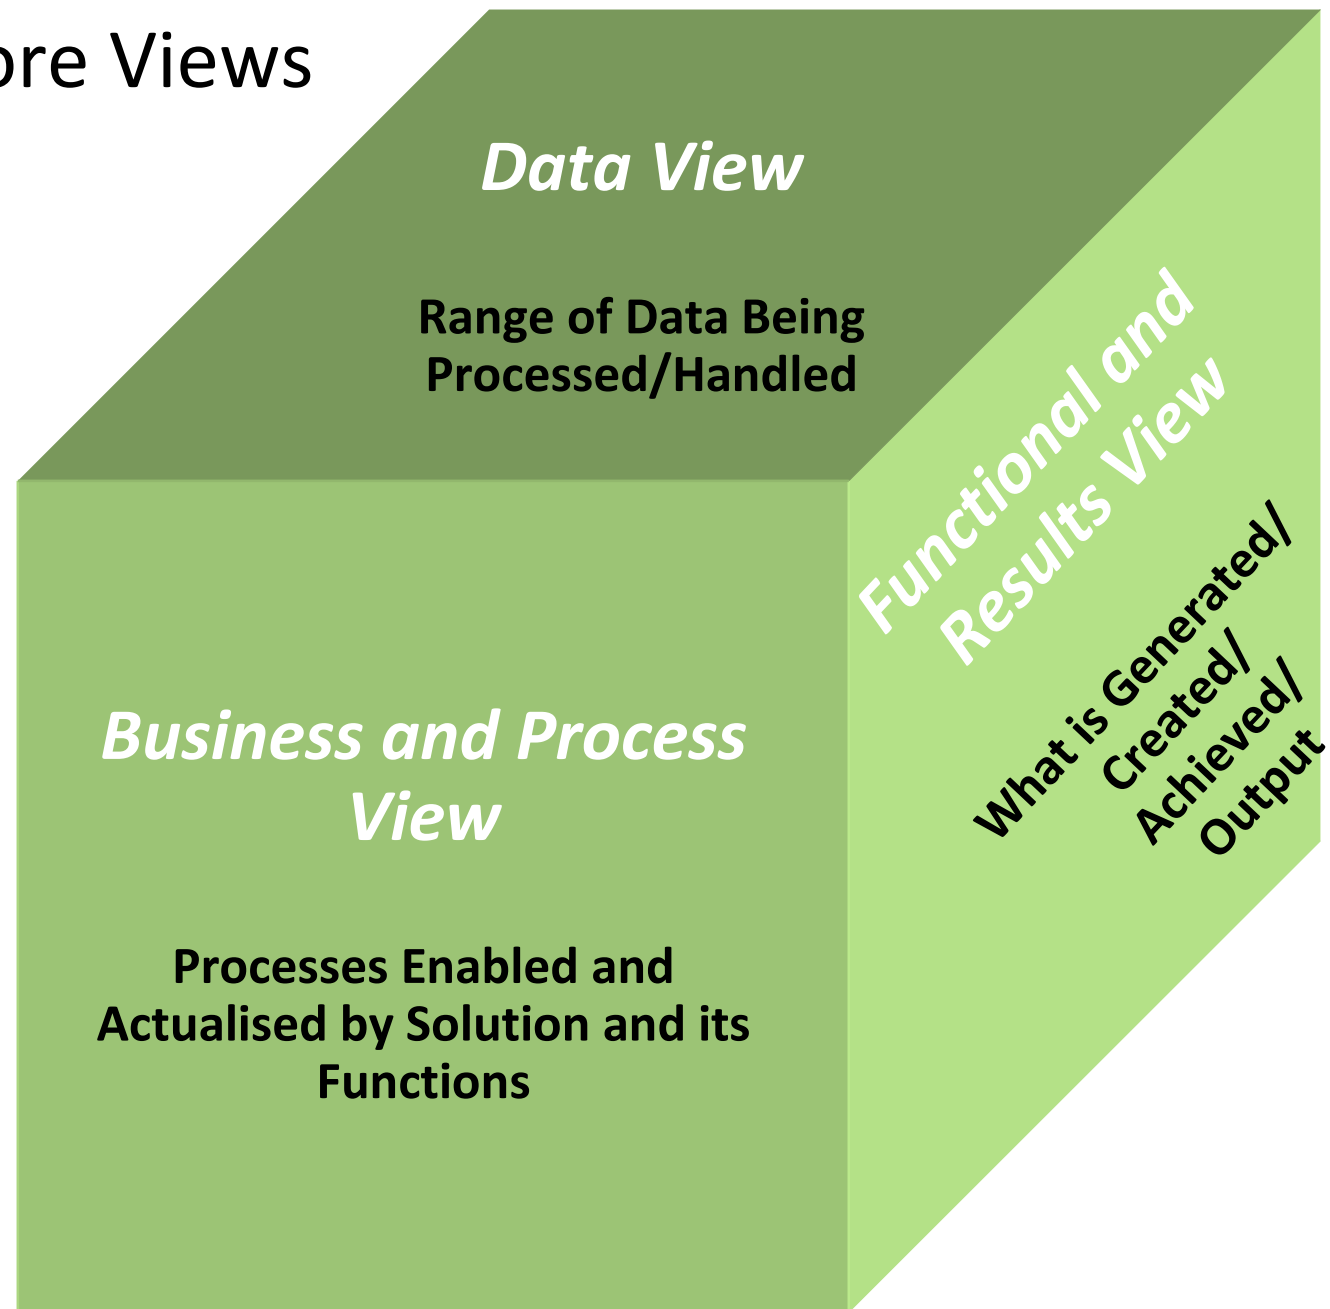 ore Views
Data View
Range of Data Being
Processed/Handled
Functional and
Results View
What is Generated/
Created/
Achieved/
Output
Business and Process
View
Processes Enabled and
Actualised by Solution and its
Functions